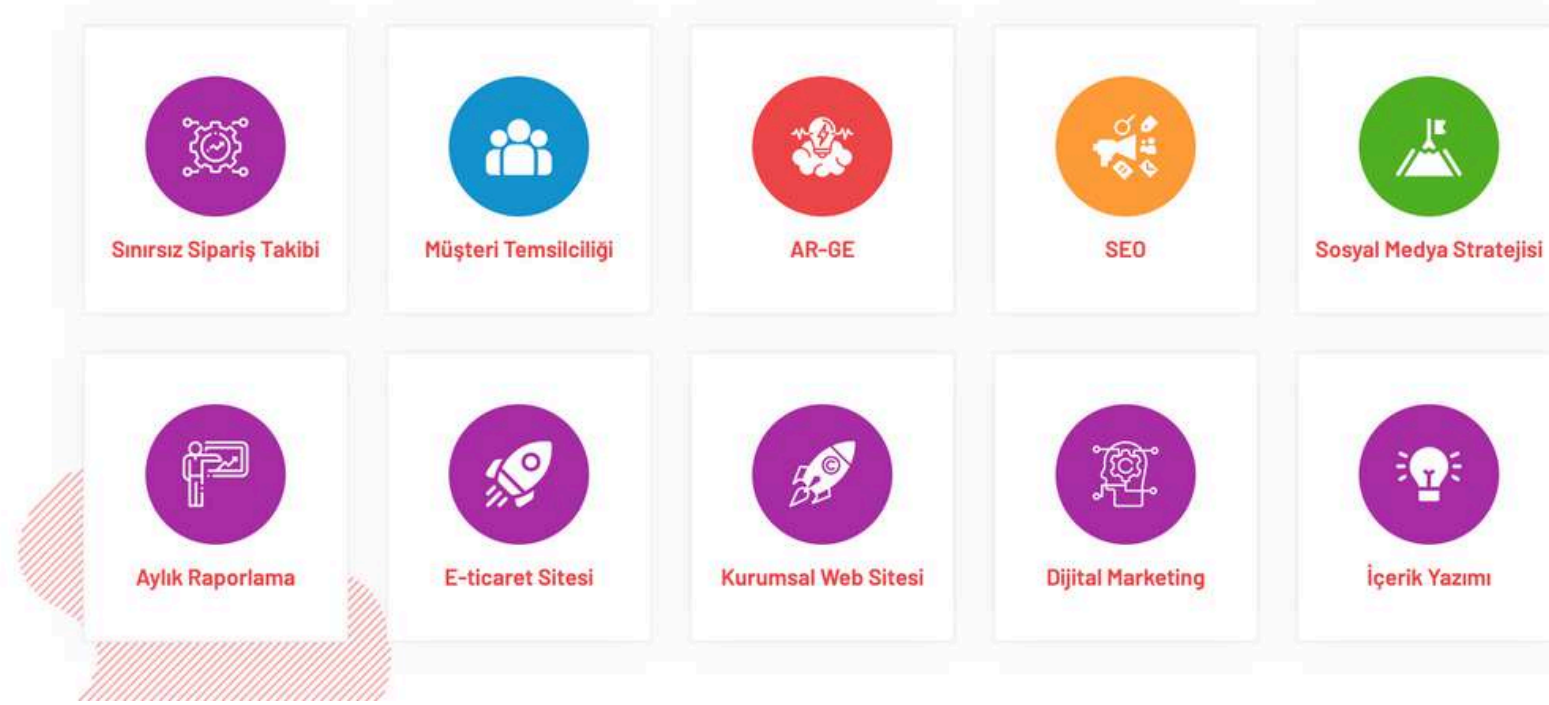 Sınırsız Sipariş Takibi
Müşteri Temsilciliği
AR-GE
SEO
Sosyal Medya Stratejisi
Aylık Raporlama
E-ticaret Sitesi
Kurumsal Web Sitesi
Dijital Marketing
İçerik Yazımı